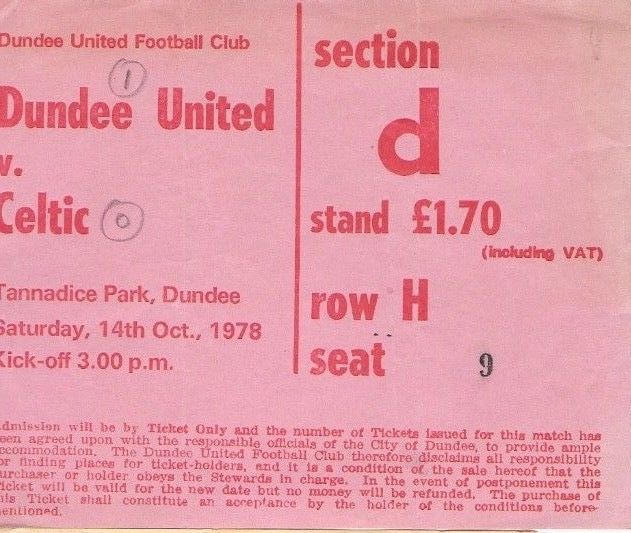 Dundee United Football Club
1
Dundee United
v.
Celtic 0
Tannadice Park, Dundee
Saturday, 14th Oct., 1978
Kick-off 3.00 p.m.
section
d
stand £1.70
(including VAT)
row H
seat 9
dmission will be by Ticket Only and the number of Tickets issued for this match has
een agreed upon with the responsible officials of the City of Dundee, to provide ample
ccommodation. The Dundee United Football Club therefore disclaims all responsibility
or finding places for ticket-holders, and it is a condition of the sale hereof that the
urchaser or holder obeys the Stewards in charge. In the event of postponement this
icket will be valid for the new date but no money will be refunded. The purchase of
his Ticket shall constitute an acceptance by the holder of the conditions before-
entioned.